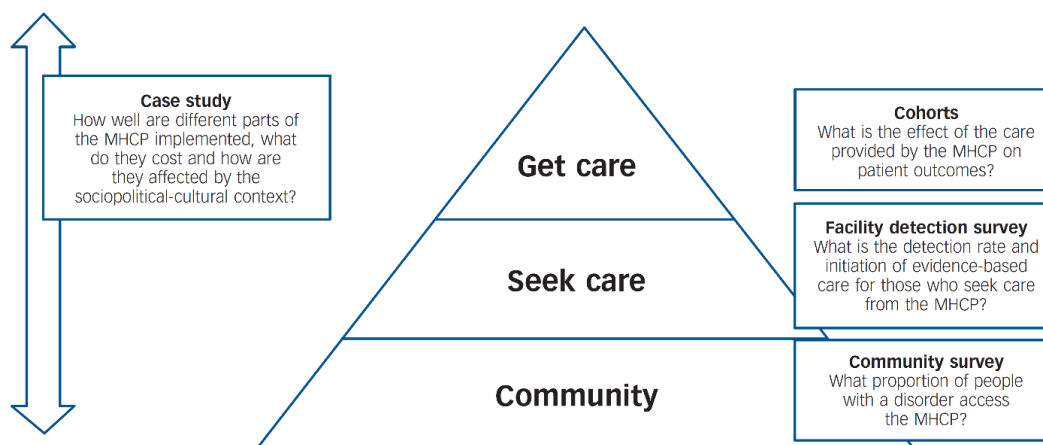 Case study
How well are different parts of
the MHCP implemented, what
do they cost and how are
they affected by the
sociopolitical-cultural context?
Get care
Seek care
Community
Cohorts
What is the effect of the care
provided by the MHCP on
patient outcomes?
Facility detection survey
What is the detection rate and
initiation of evidence-based
care for those who seek care
from the MHCP?
Community survey
What proportion of people
with a disorder access
the MHCP?